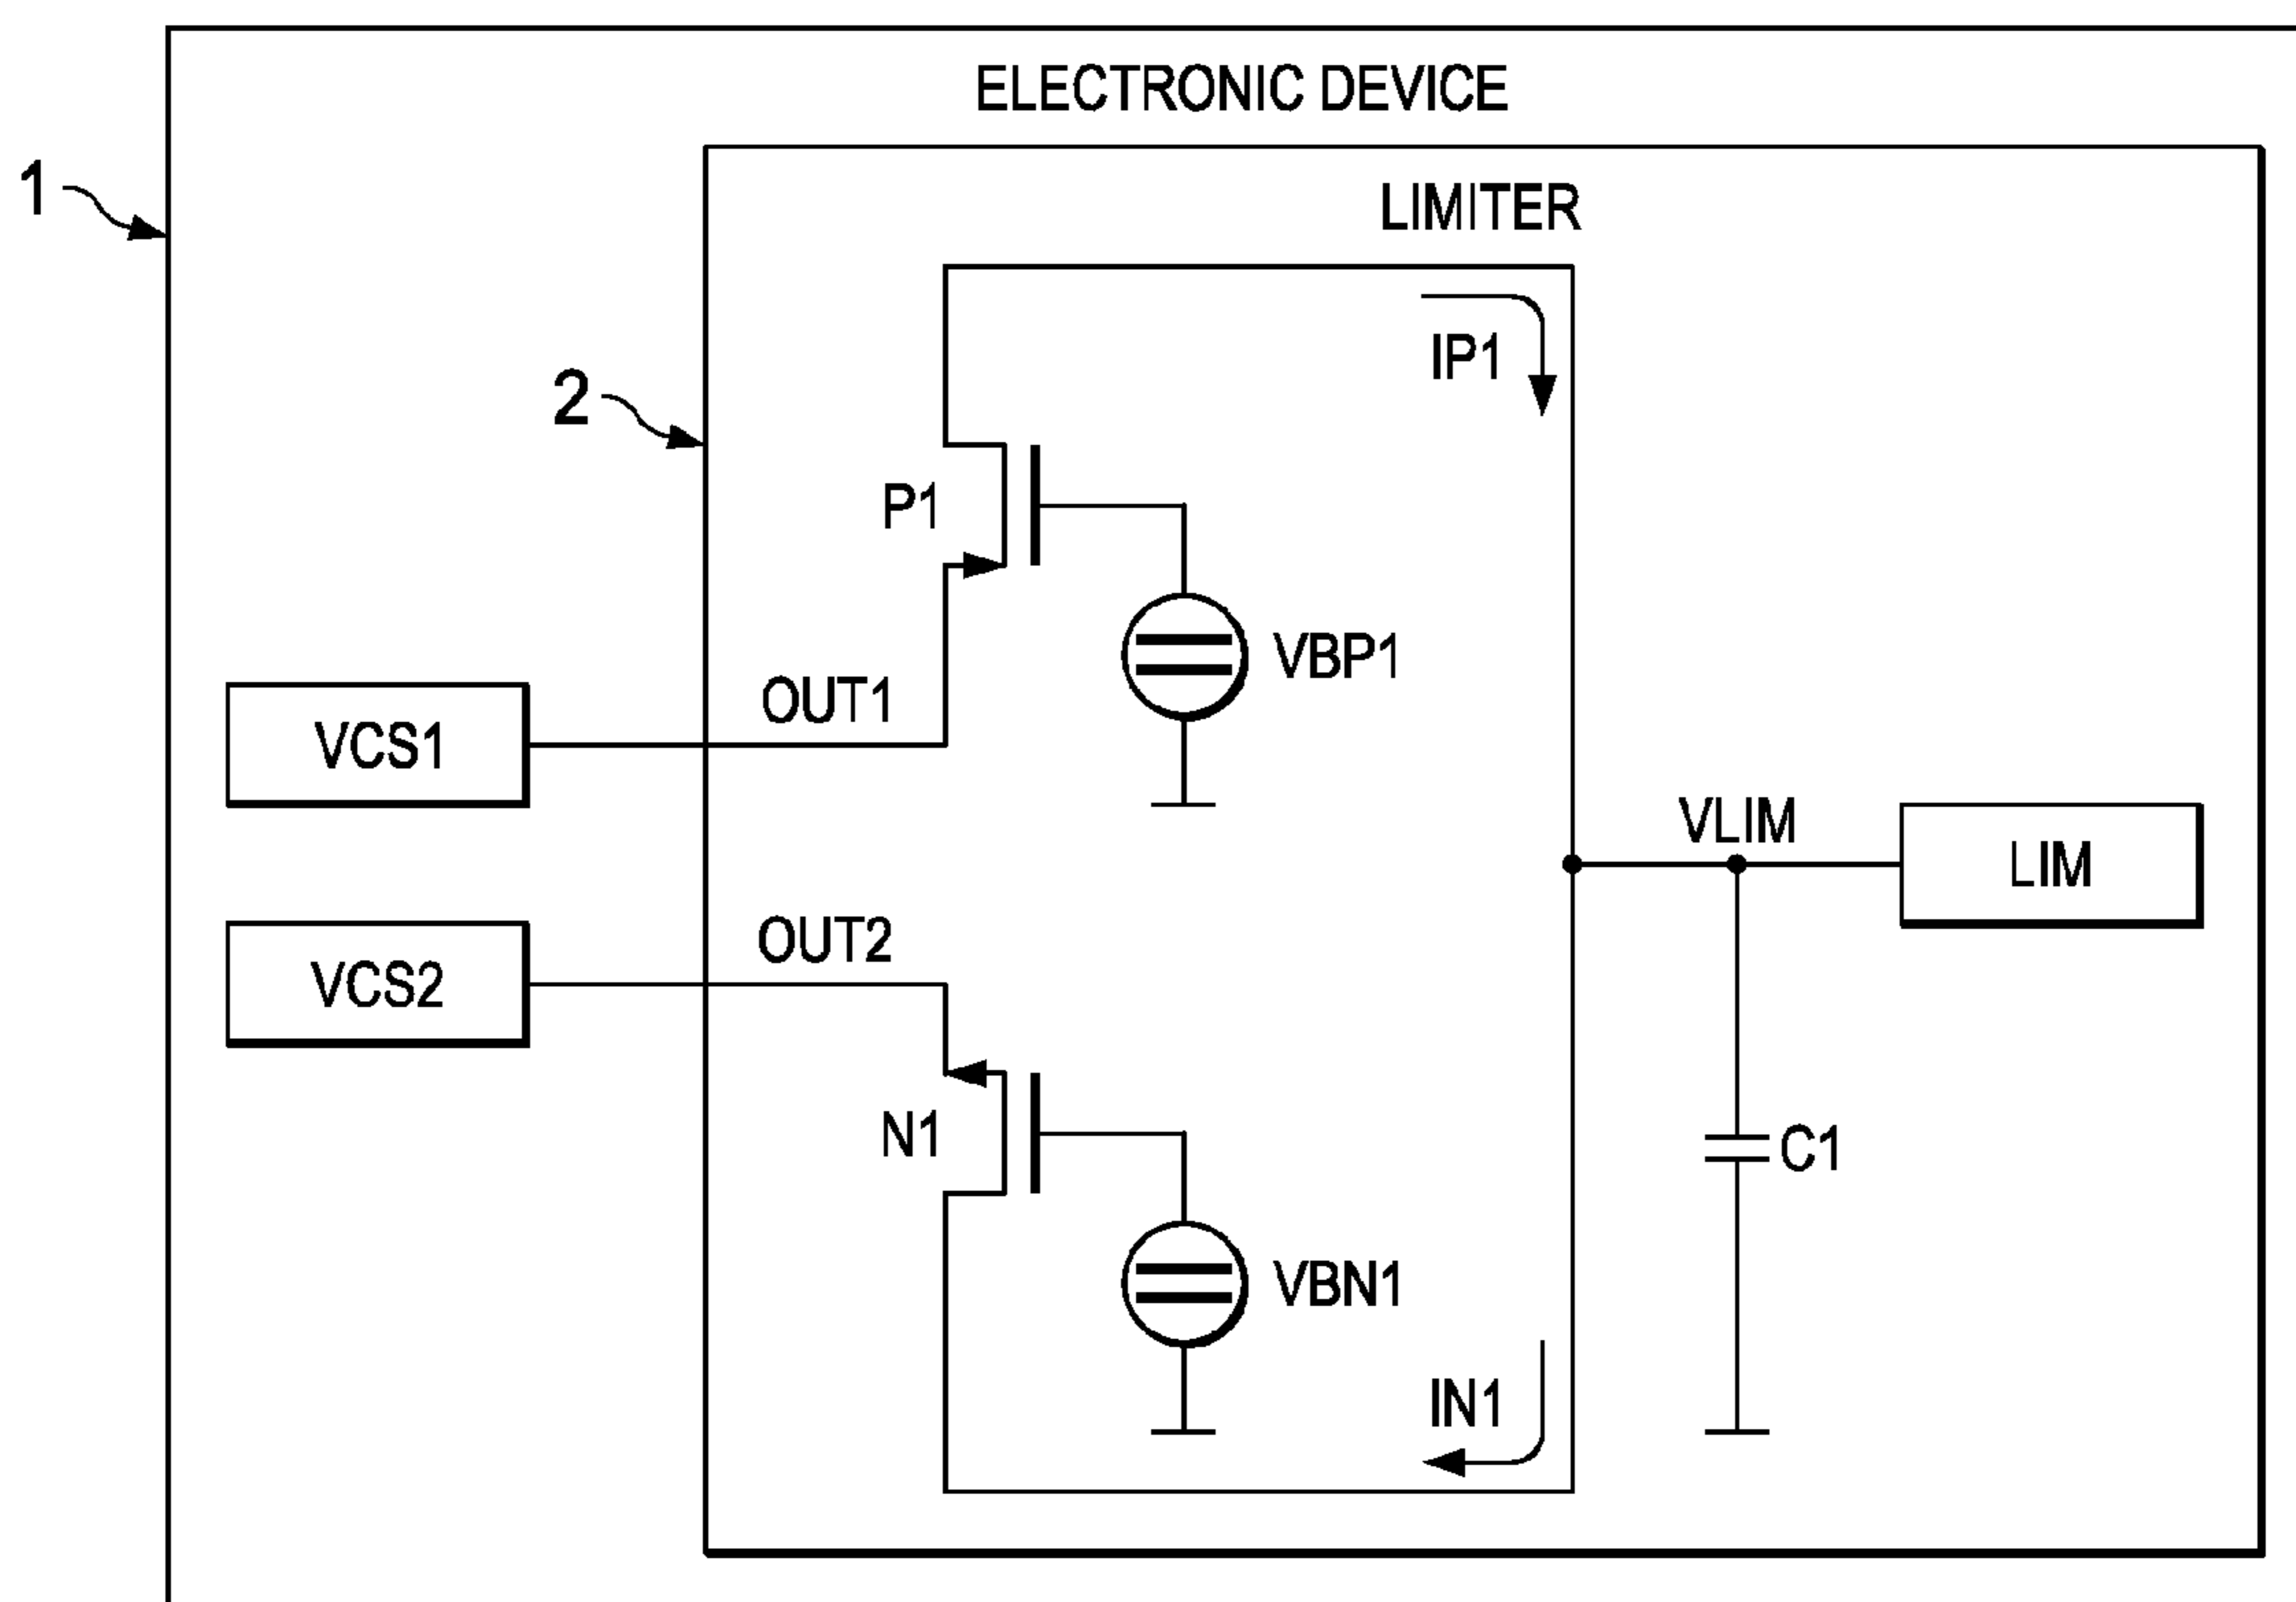 ELECTRONIC DEVICE
1
LIMITER
IP1
2
P1
VBP1
OUT1
VCS1
VLIM
LIM
OUT2
VCS2
N1
C1
VBN1
IN1